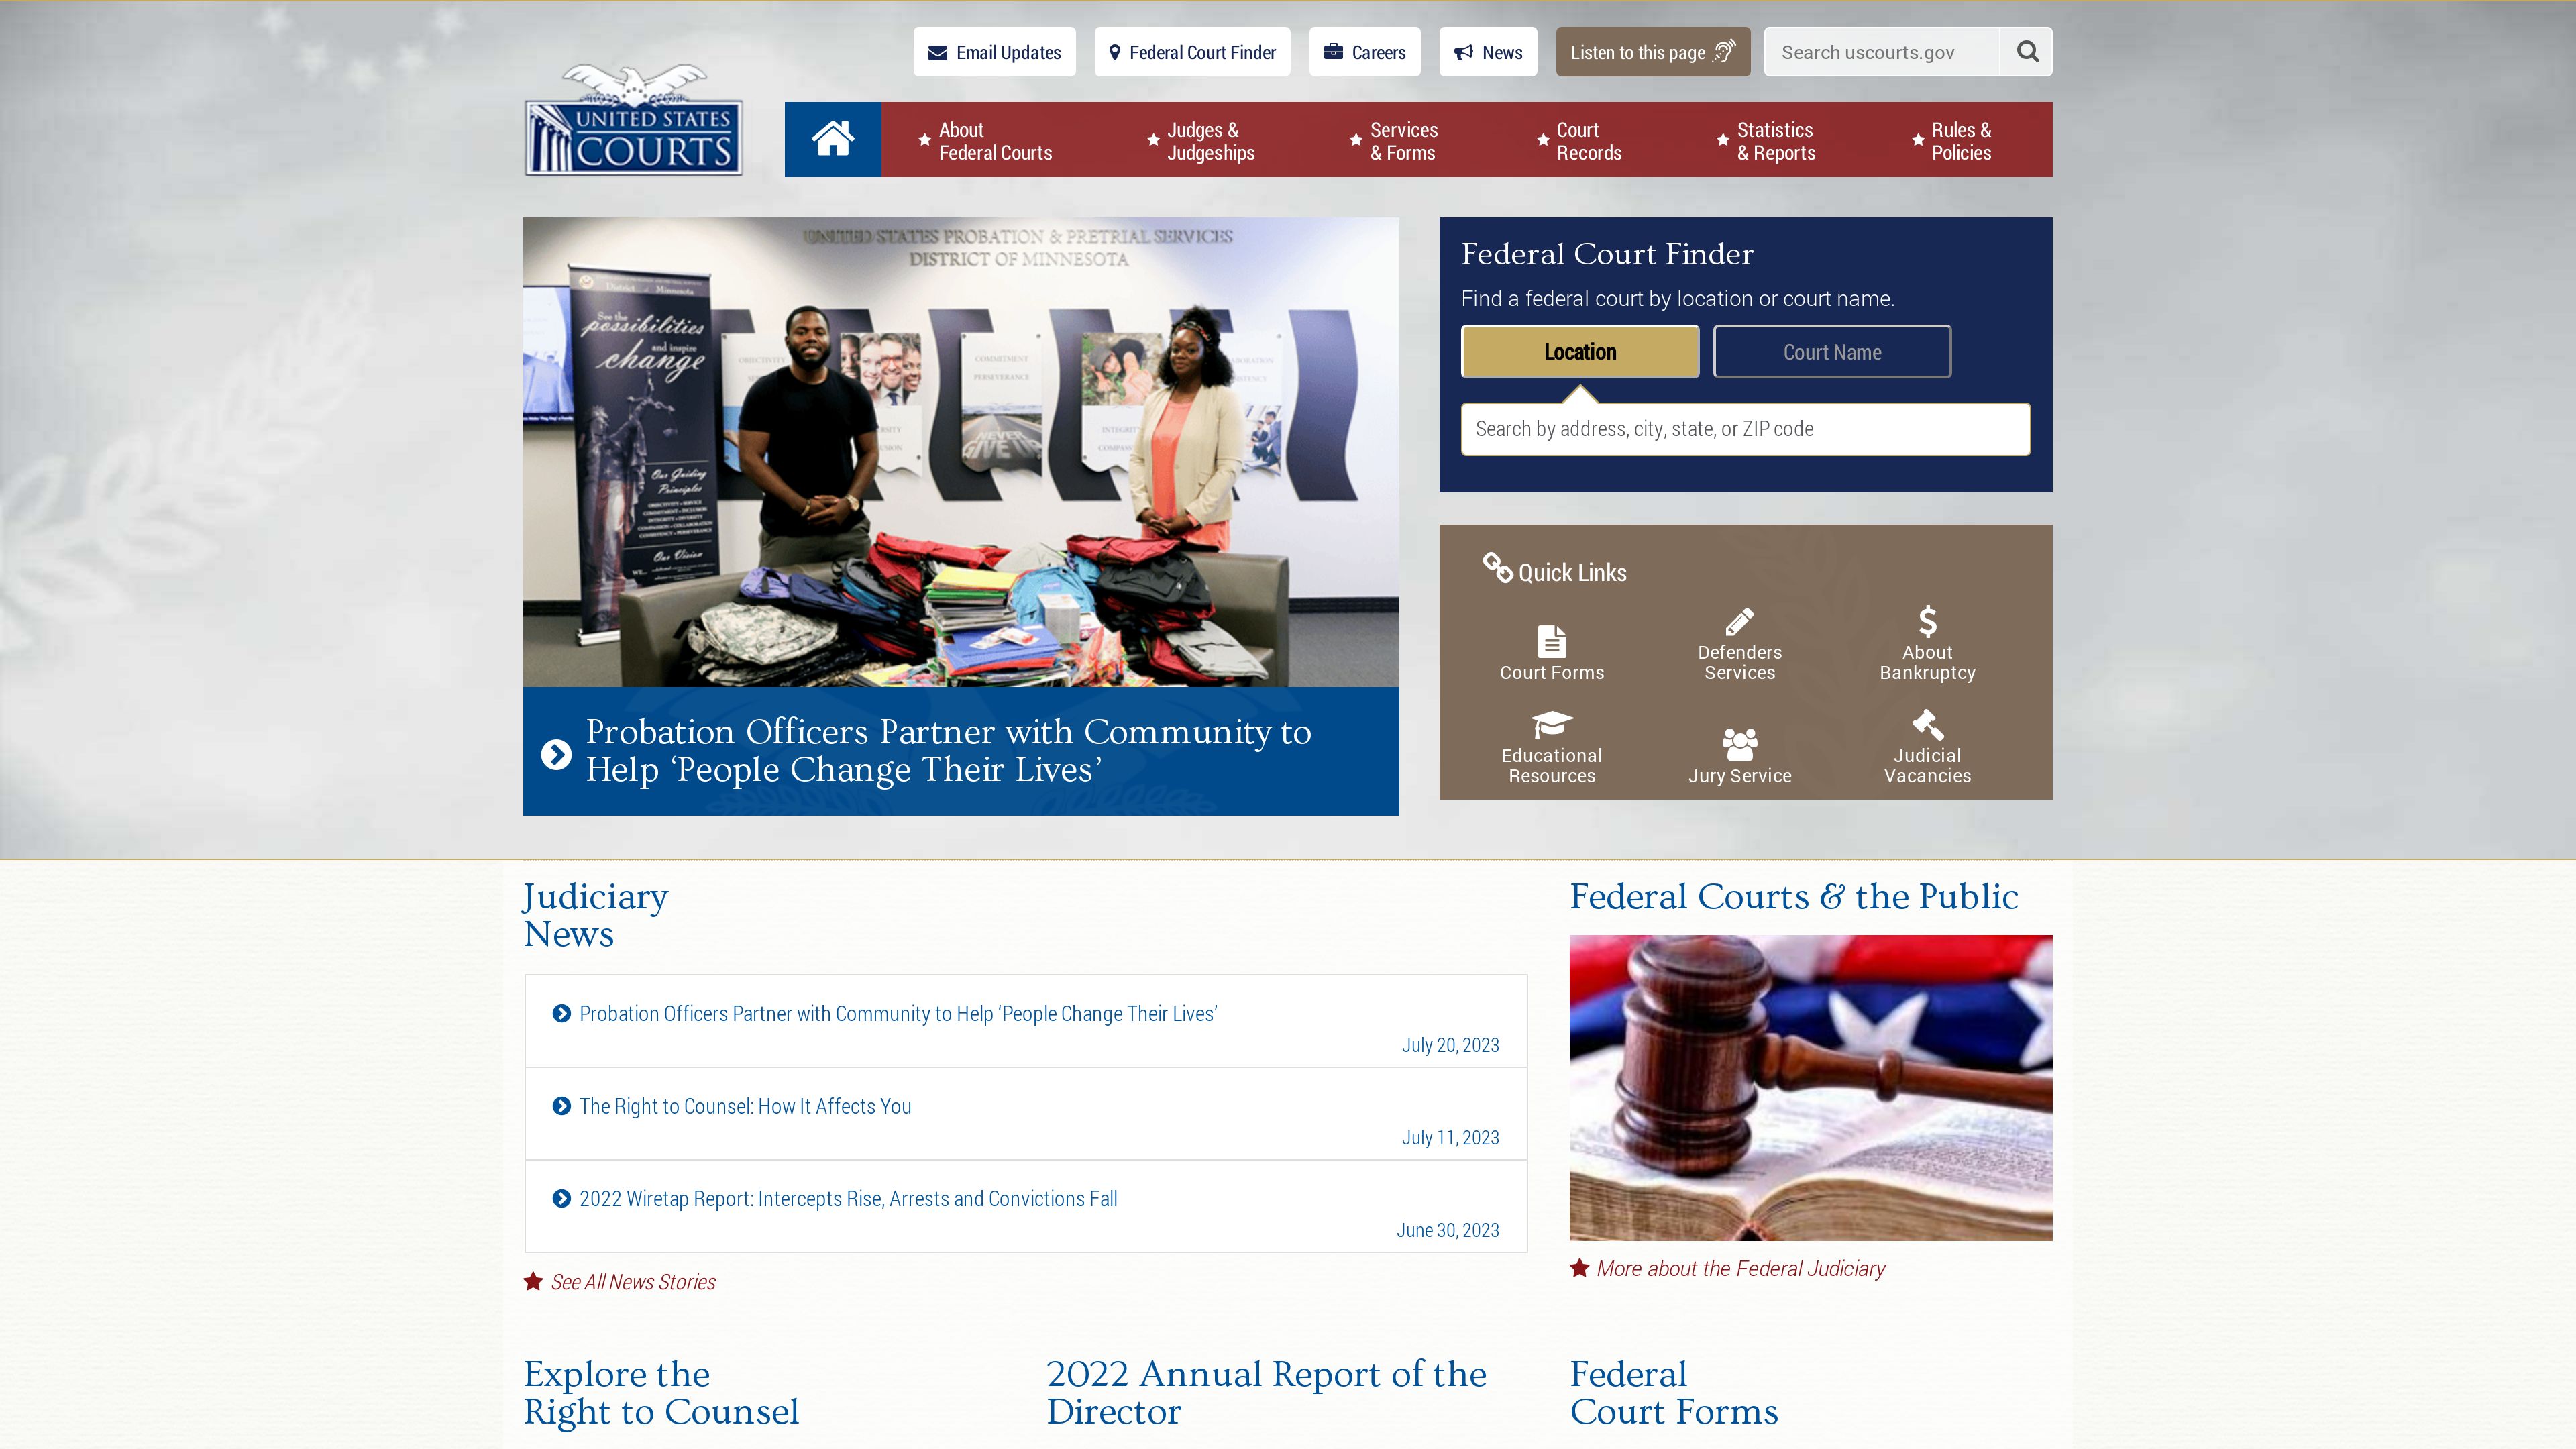 Email Updates
Federal Court Finder
Careers
News
Listen to this page
Search uscourts.gov
UNITED STATES
COURTS
About
Federal Courts
Judges &
Judgeships
Services
& Forms
Court
Records
Statistics
& Reports
Rules &
Policies
UNITED STATES PROBATION & PRETRIAL SERVICES
DISTRICT OF MINNESOTA
District of Minnesota
See the
possibilities
and inspire
change
Our Guiding
Principles
Our Vision
COMMITMENT
PERSEVERANCE
NEVER
GIVE
Probation Officers Partner with Community to
Help ‘People Change Their Lives’
Federal Court Finder
Find a federal court by location or court name.
Location
Court Name
Search by address, city, state, or ZIP code
Quick Links
Court Forms
Defenders
Services
About
Bankruptcy
Educational
Resources
Jury Service
Judicial
Vacancies
Judiciary
News
Probation Officers Partner with Community to Help ‘People Change Their Lives’
July 20, 2023
The Right to Counsel: How It Affects You
July 11, 2023
2022 Wiretap Report: Intercepts Rise, Arrests and Convictions Fall
June 30, 2023
See All News Stories
Federal Courts & the Public
More about the Federal Judiciary
Explore the
Right to Counsel
2022 Annual Report of the
Director
Federal
Court Forms